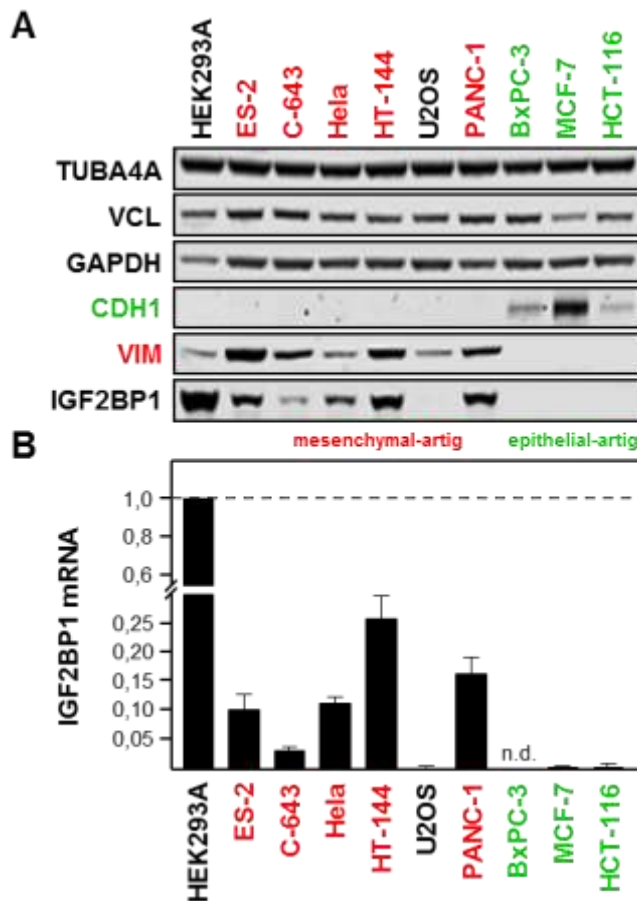 A
HEK293A ES-2 C-643 Hela HT-144 U2OS PANC-1 BxPC-3 MCF-7 HCT-116
TUBA4A
VCL
GAPDH
CDH1
VIM
IGF2BP1
mesenchymal-artig epithelial-artig
B
IGF2BP1 mRNA
1,0
0,8
0,6
0,25
0,20
0,15
0,10
0,05
n.d.
HEK293A ES-2 C-643 Hela HT-144 U2OS PANC-1 BxPC-3 MCF-7 HCT-116